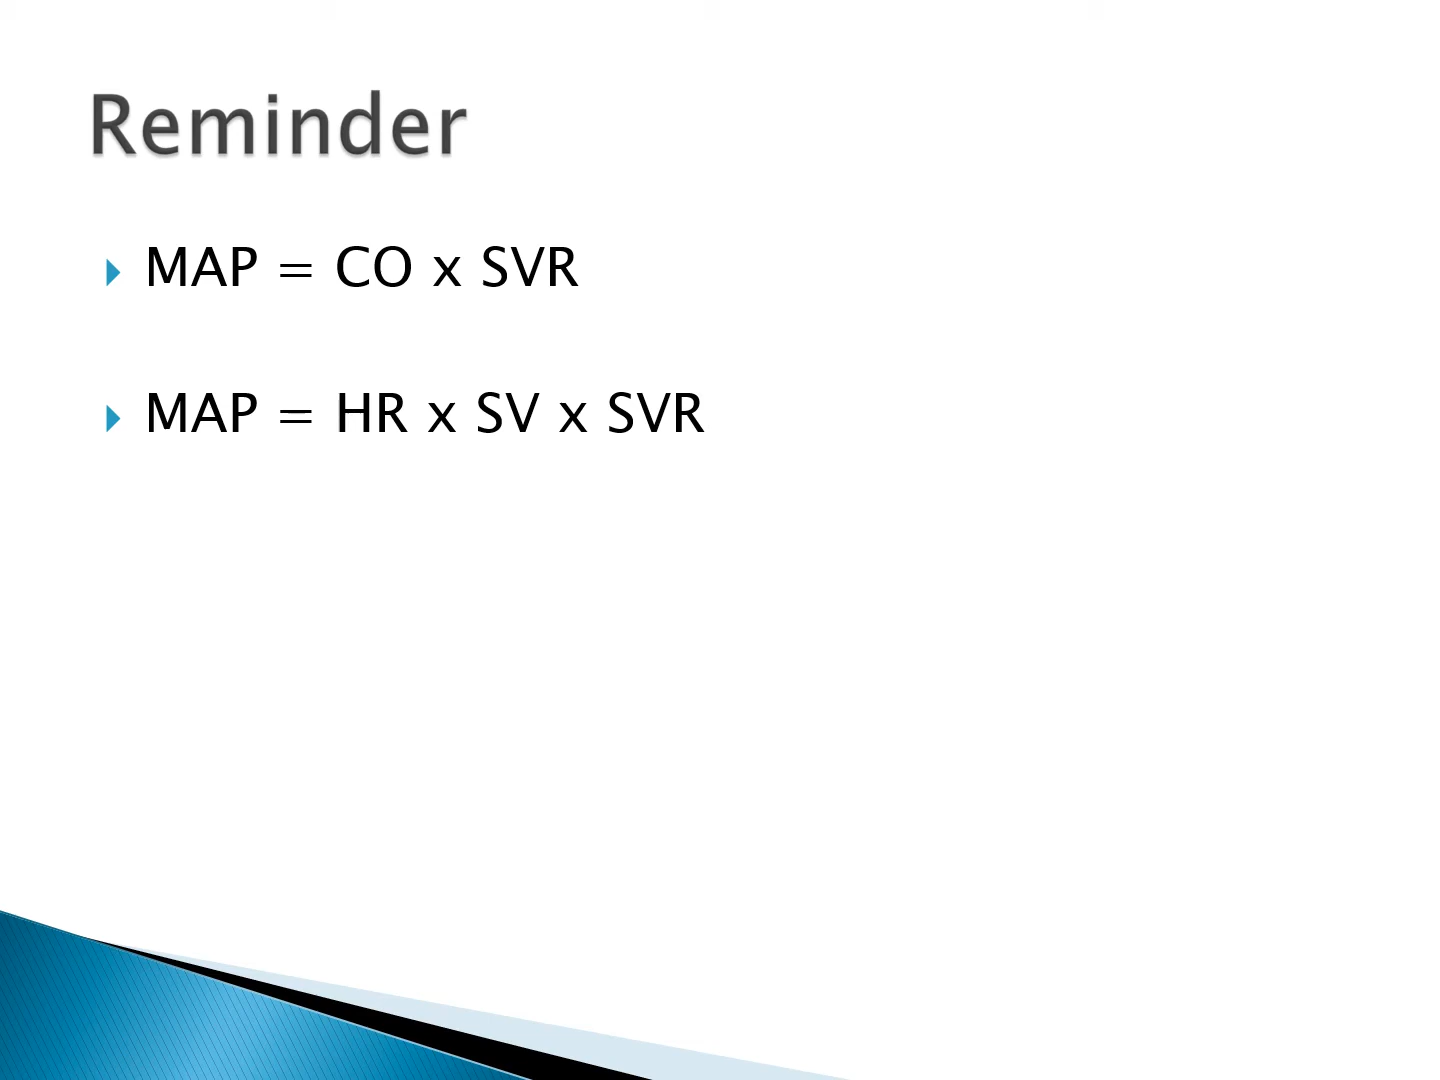 Reminder
MAP = CO x SVR
MAP = HR x SV x SVR